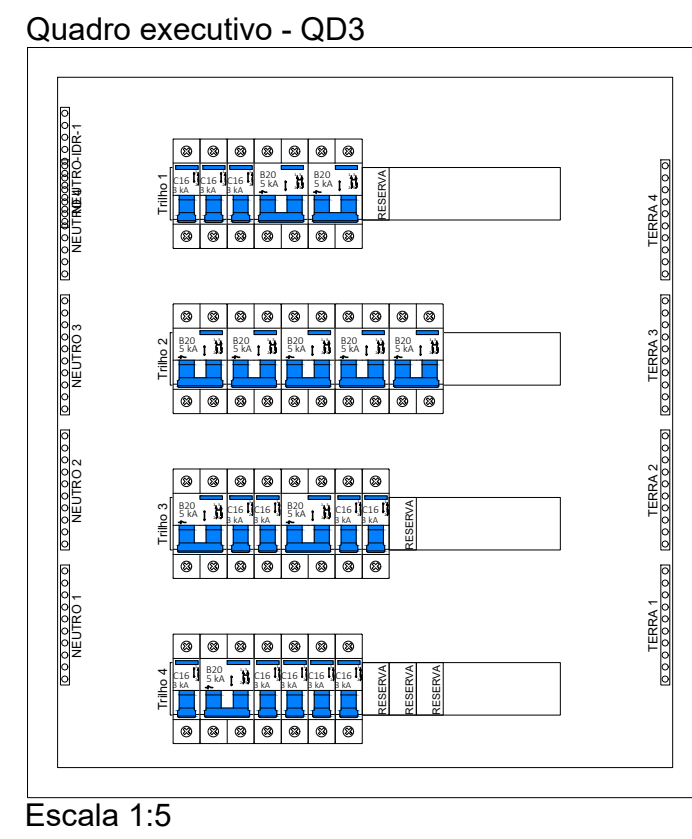 Quadro executivo - QD3
NEUTRO-IDR-1
NEUTRO 4
Trilho 1
C16
3 kA
C16
3 kA
C16
3 kA
B20
5 kA
B20
5 kA
RESERVA
TERRA 4
NEUTRO 3
Trilho 2
B20
5 kA
B20
5 kA
B20
5 kA
B20
5 kA
B20
5 kA
TERRA 3
NEUTRO 2
Trilho 3
B20
5 kA
C16
3 kA
C16
3 kA
B20
5 kA
C16
3 kA
C16
3 kA
RESERVA
TERRA 2
NEUTRO 1
Trilho 4
C16
3 kA
B20
5 kA
C16
3 kA
C16
3 kA
C16
3 kA
C16
3 kA
RESERVA
RESERVA
RESERVA
TERRA 1
Escala 1:5